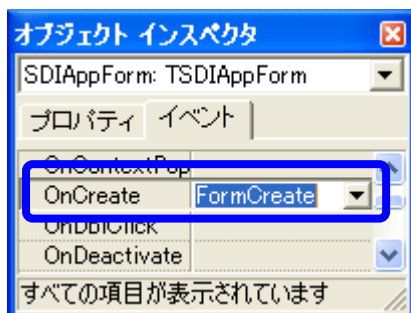 オブジェクト インスペクタ
SDIAppForm: TSDIAppForm
プロパティ イベント
OnContextPop
OnCreate FormCreate
OnDblClick
OnDeactivate
すべての項目が表示されています